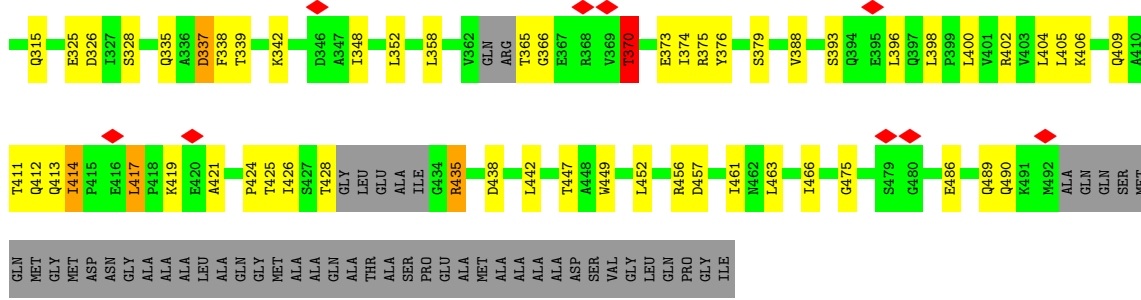 Q315 E325 D326 I327 S328 Q335 A336 D337 F338 T339 K342 D346 A347 I348 L352 L358 V362 GLN ARG T365 G366 E367 R368 V369 T370 E373 I374 R375 Y376 S379 V388 S393 Q394 E395 L396 Q397 L398 P399 L400 V401 R402 V403 L404 L405 K406 Q409 A410
T411 Q412 Q413 I414 P415 E416 L417 P418 K419 E420 A421 P424 T425 I426 S427 T428 GLY LEU GLU ALA ILE G434 R435 D438 L442 T447 A448 W449 L452 R456 D457 I461 N462 L463 I466 G475 S479 G480 E486 Q489 Q490 K491 M492 ALA GLN GLN SER MET
GLN MET GLY MET ASP ASN GLY ALA ALA ALA LEU ALA GLN GLY MET ALA ALA GLN ALA THR ALA SER PRO GLU ALA MET ALA ALA ALA ALA ASP SER VAL GLY LEU GLN PRO GLY ILE